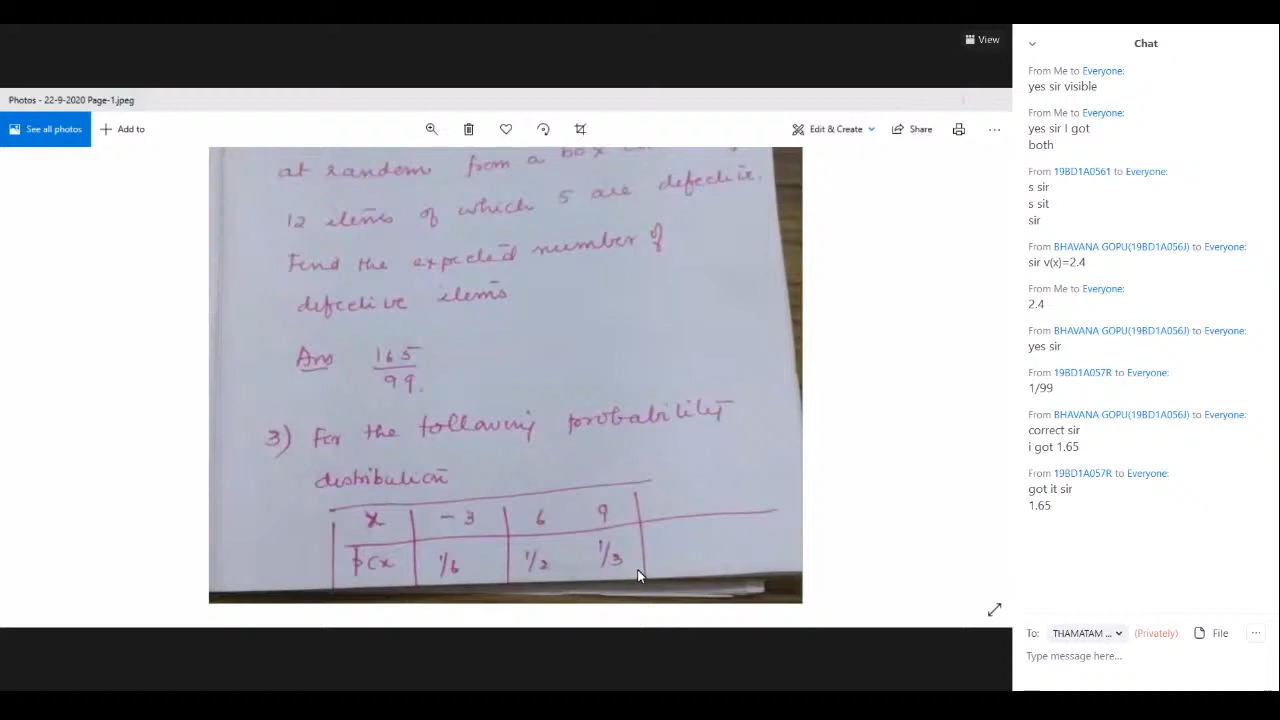 View
Photos - 22-9-2020 Page-1.jpeg
See all photos
Add to
Edit & Create
Share
at random from a box
12 items of which 5 are defective.
Find the expected number of
defective items
Ans 165
99.
3) For the following probability
distribution
x -3 6 9
p(x 1/6 1/2 1/3
Chat
From Me to Everyone:
yes sir visible
From Me to Everyone:
yes sir I got
both
From 19BD1A0561 to Everyone:
s sir
s sit
sir
From BHAVANA GOPU(19BD1A056J) to Everyone:
sir v(x)=2.4
From Me to Everyone:
2.4
From BHAVANA GOPU(19BD1A056J) to Everyone:
yes sir
From 19BD1A057R to Everyone:
1/99
From BHAVANA GOPU(19BD1A056J) to Everyone:
correct sir
i got 1.65
From 19BD1A057R to Everyone:
got it sir
1.65
To: THAMATAM ... (Privately) File
Type message here...